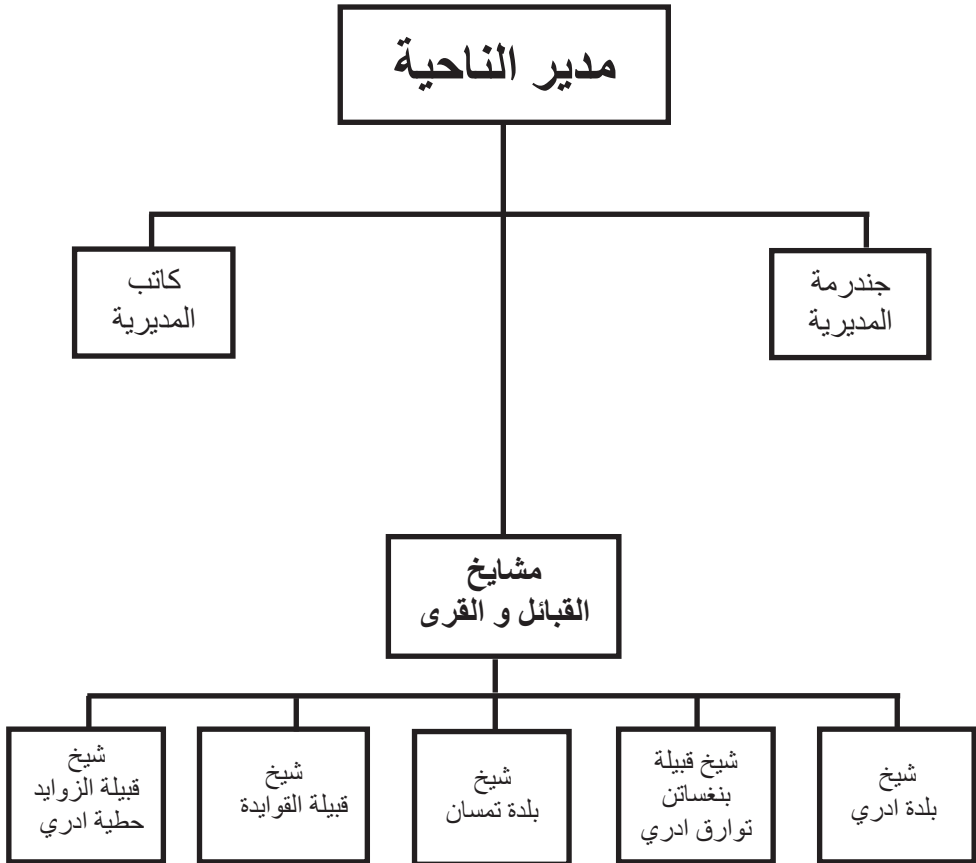 مدير الناحية
جندرمة
المديرية
كاتب
المديرية
مشايخ
القبائل و القرى
شيخ
بلدة ادري
شيخ قبيلة
بنغساتن
توارق ادري
شيخ
بلدة تمسان
شيخ
قبيلة القوايدة
شيخ
قبيلة الزوايد
حطية ادري